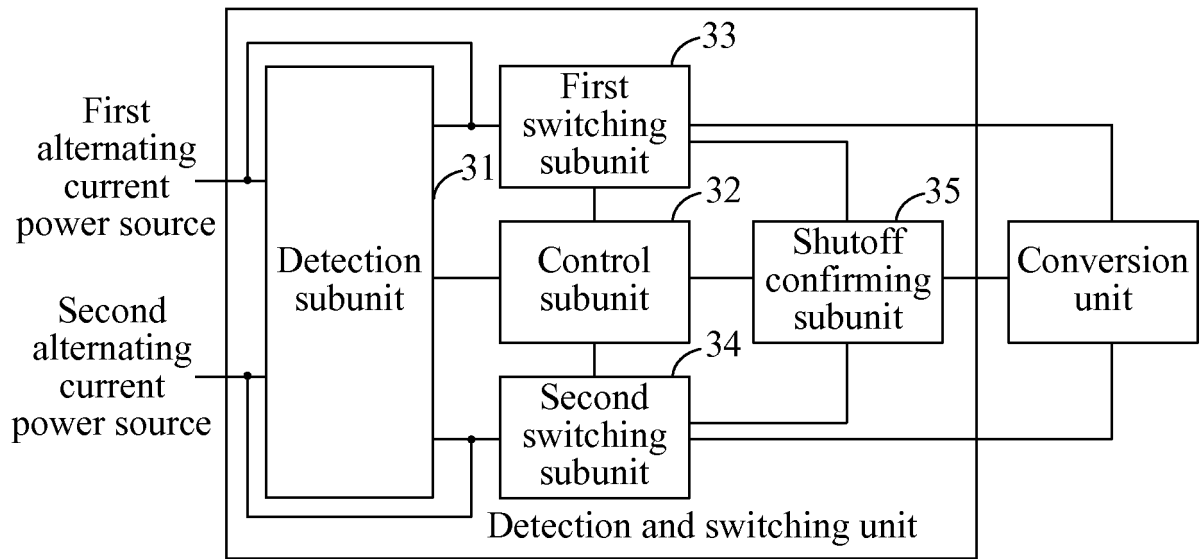 First
alternating
current
power source
Second
alternating
current
power source
31
Detection
subunit
33
First
switching
subunit
32
Control
subunit
34
Second
switching
subunit
35
Shutoff
confirming
subunit
Conversion
unit
Detection and switching unit